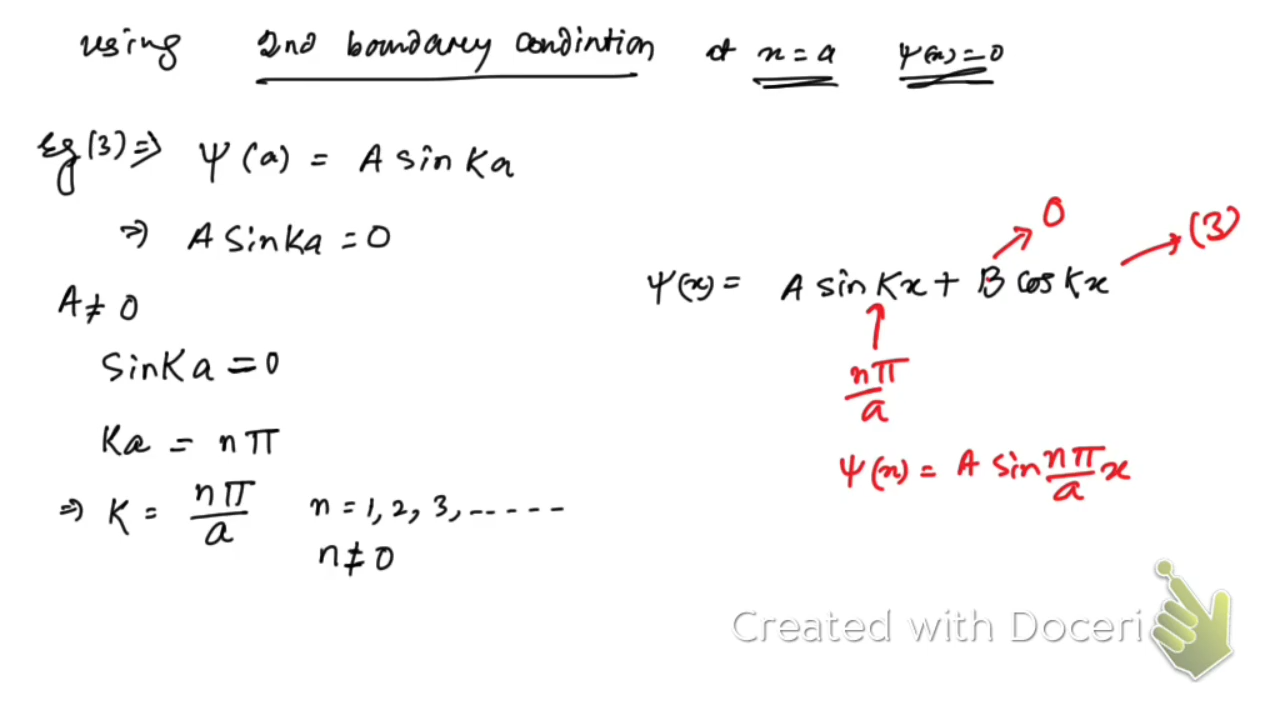 using 2nd boundary condintion at x = a ψ(x) = 0
Eq (3) ⇒ ψ(a) = A sin Ka
⇒ A Sin Ka = 0
A ≠ 0
Sin Ka = 0
Ka = nπ
⇒ K = nπ/a n = 1, 2, 3, ------
n ≠ 0
0
(3)
ψ(x) = A sin Kx + B cos Kx
nπ/a
ψ(x) = A sin nπ/a x
Created with Doceri